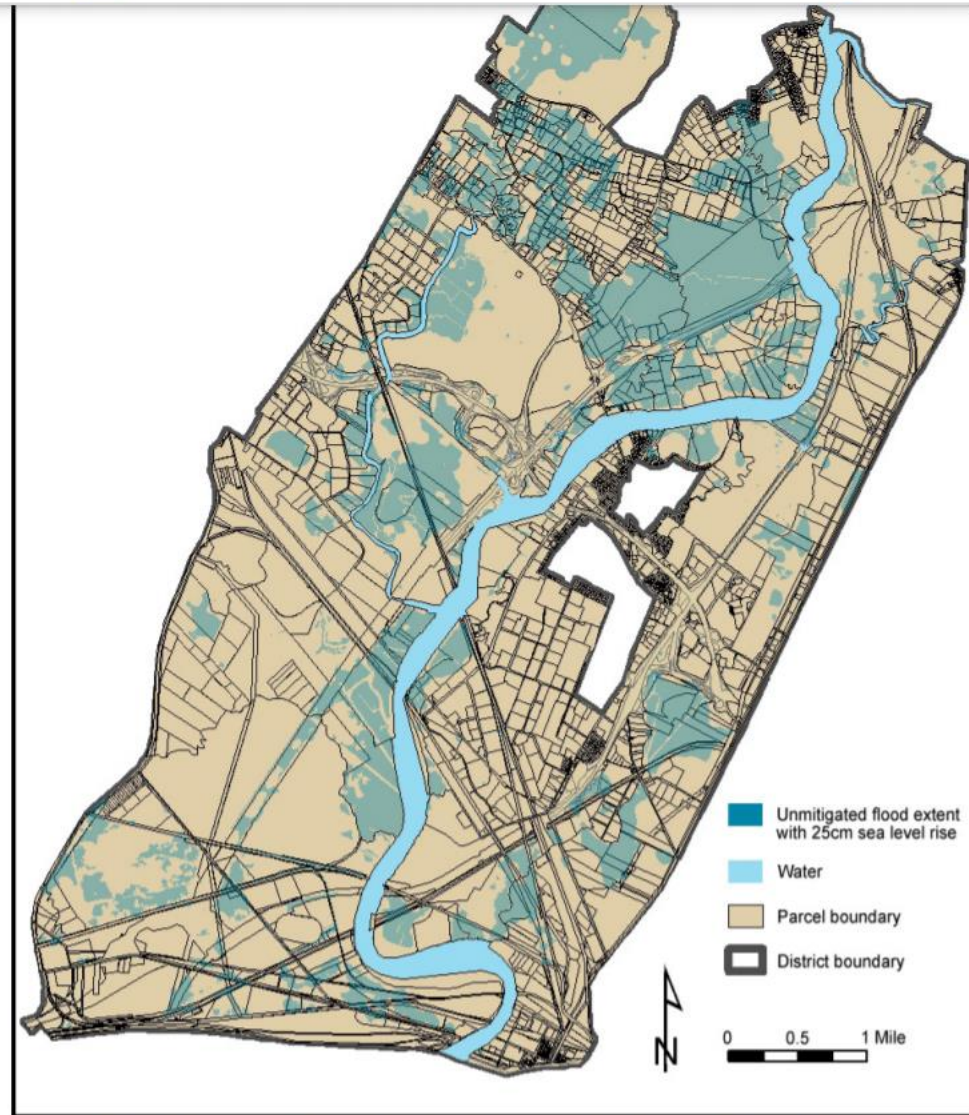 Unmitigated flood extent
with 25cm sea level rise
Water
Parcel boundary
District boundary
N
0 0.5 1 Mile